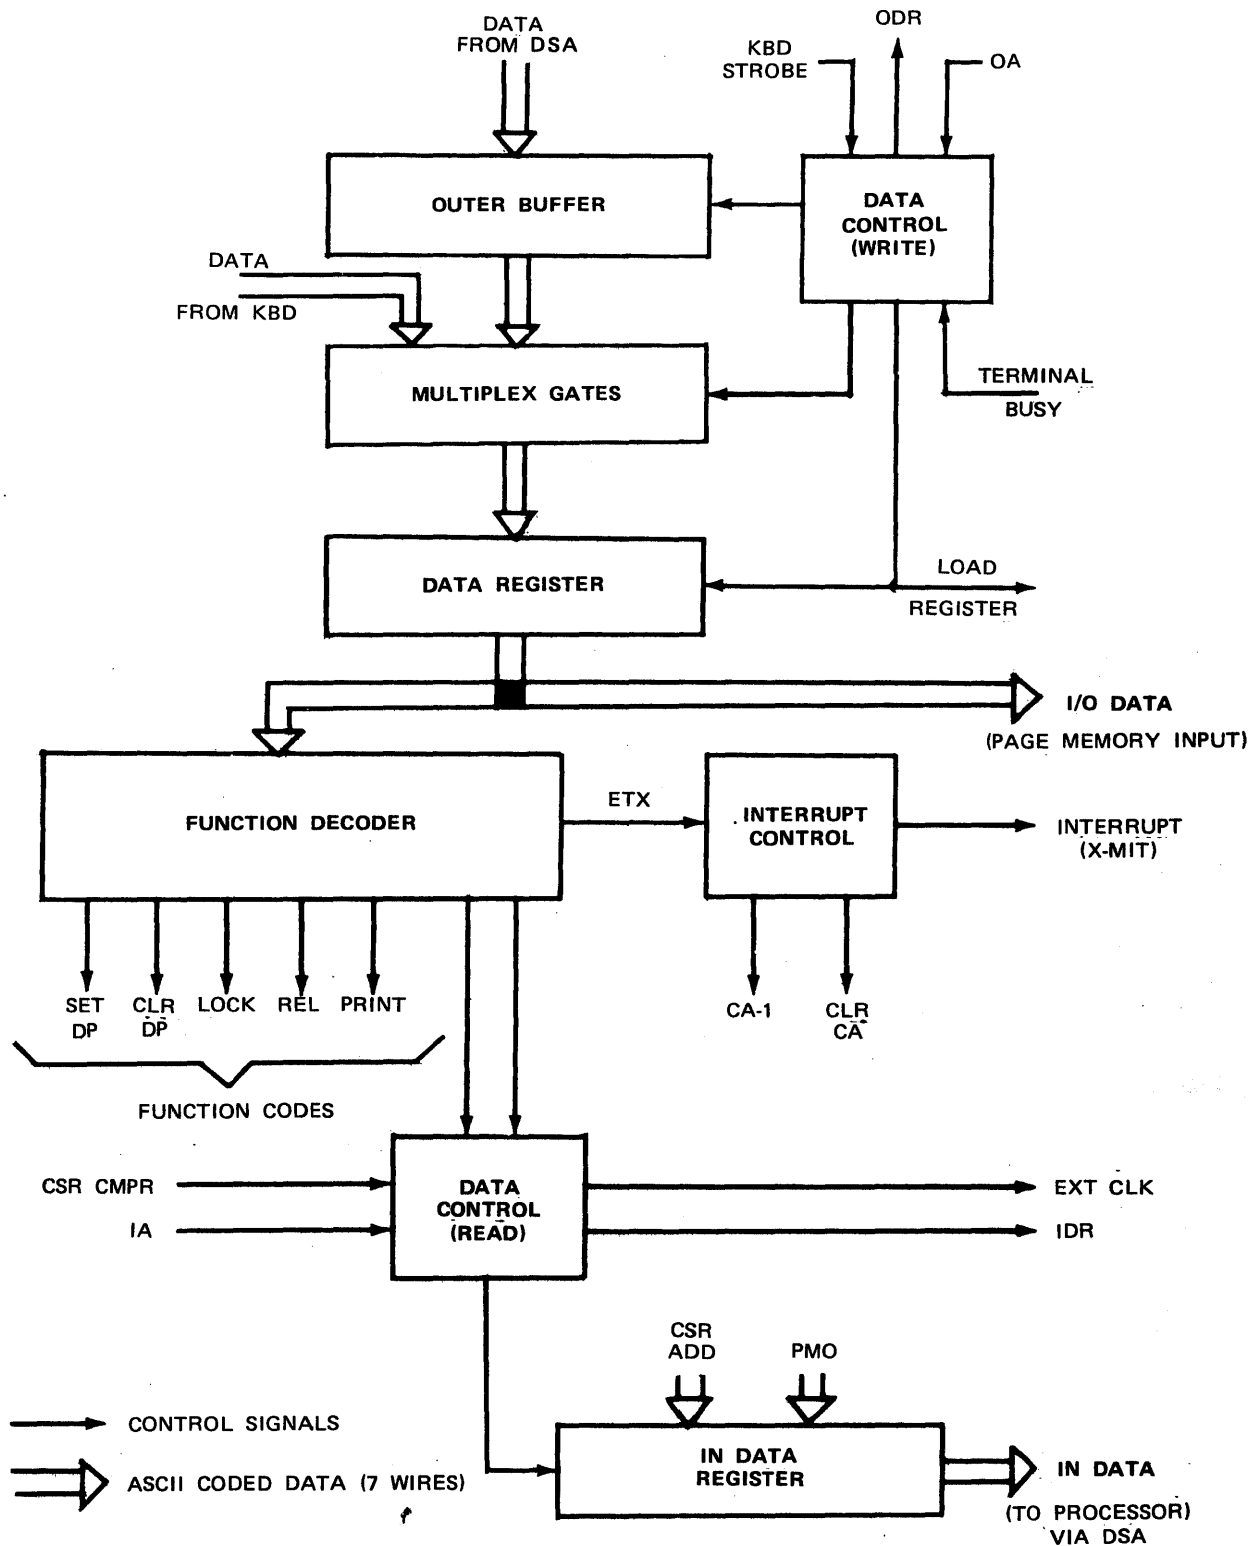 DATA
FROM DSA
KBD
STROBE
ODR
OA
OUTER BUFFER
DATA
CONTROL
(WRITE)
DATA
FROM KBD
MULTIPLEX GATES
TERMINAL
BUSY
DATA REGISTER
LOAD
REGISTER
I/O DATA
(PAGE MEMORY INPUT)
FUNCTION DECODER
ETX
INTERRUPT
CONTROL
INTERRUPT
(X-MIT)
SET
DP
CLR
DP
LOCK
REL
PRINT
CA-1
CLR
CA
FUNCTION CODES
CSR CMPR
IA
DATA
CONTROL
(READ)
EXT CLK
IDR
CSR
ADD
PMO
CONTROL SIGNALS
ASCII CODED DATA (7 WIRES)
IN DATA
REGISTER
IN DATA
(TO PROCESSOR)
VIA DSA